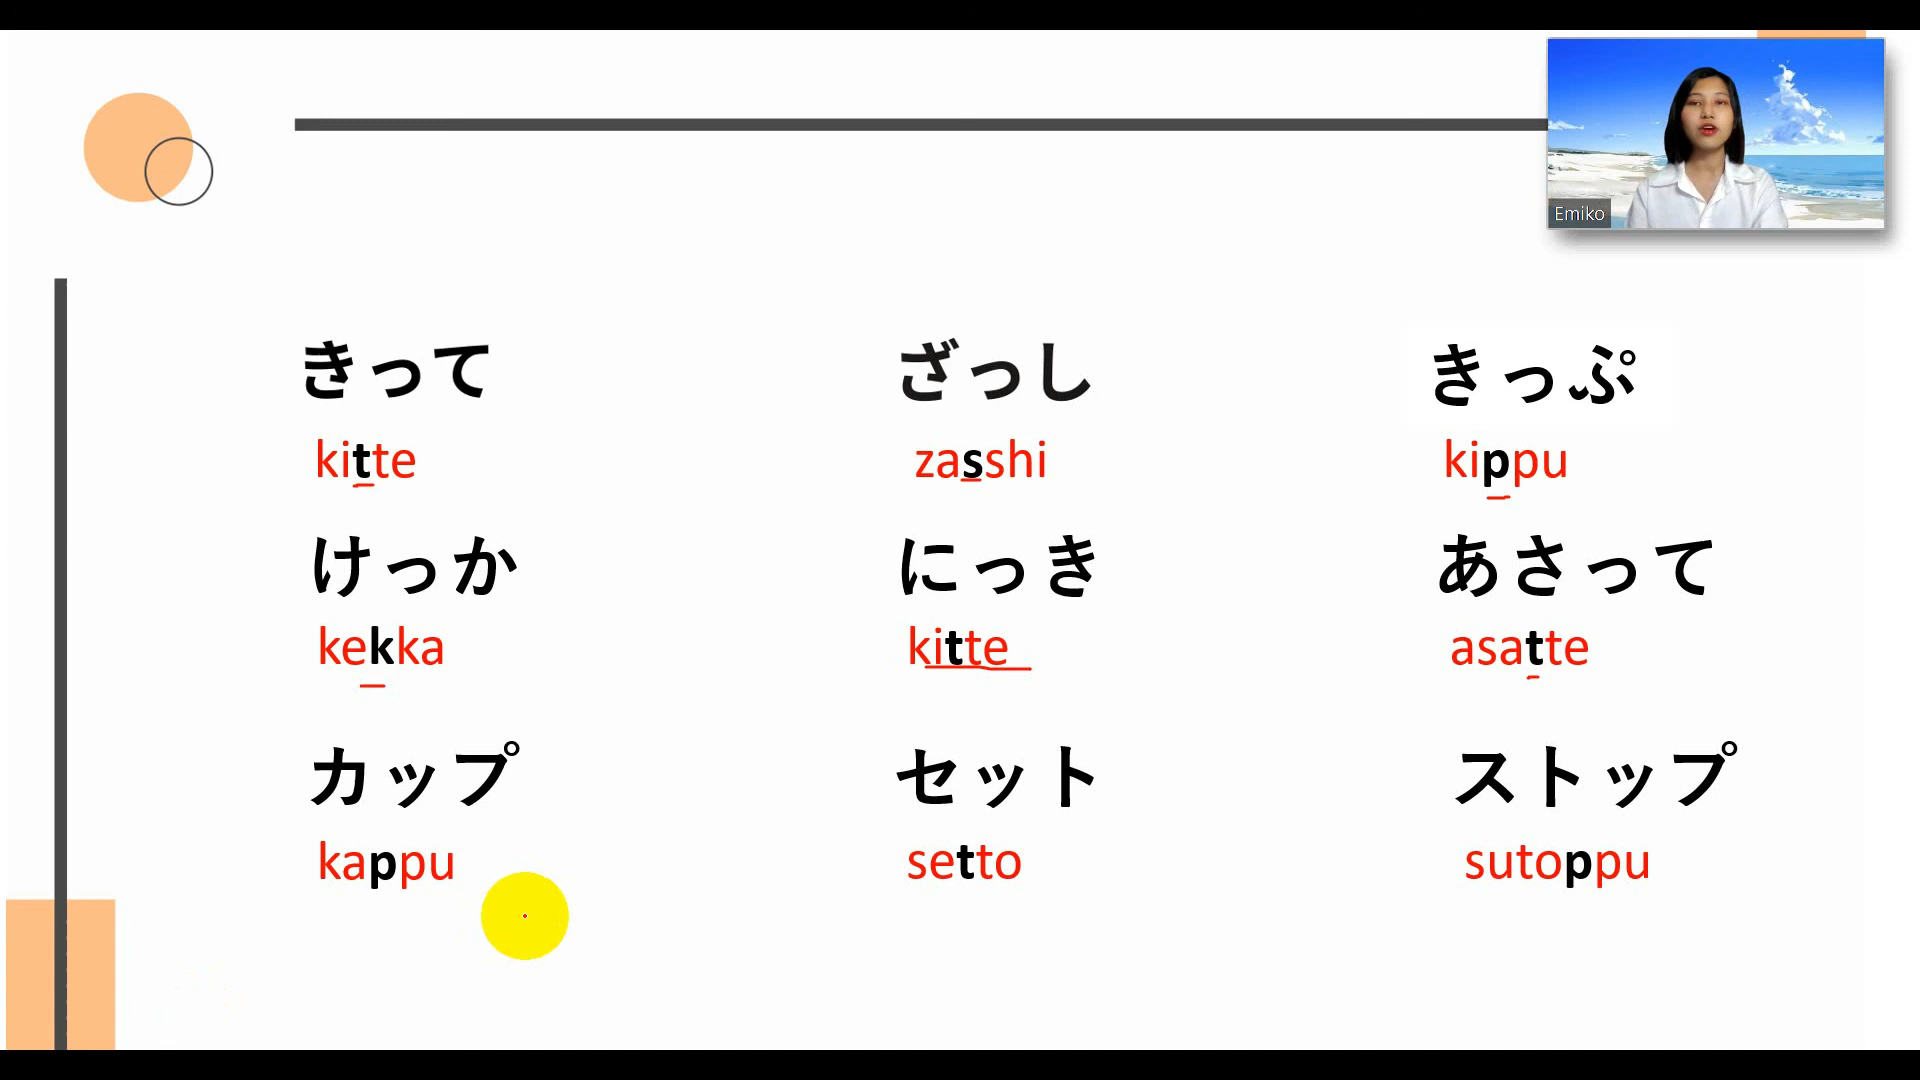 Emiko
きって ざっし きっぷ
kitte zasshi kippu
けっか にっき あさって
kekka kitte asatte
カップ セット ストップ
kappu setto sutoppu